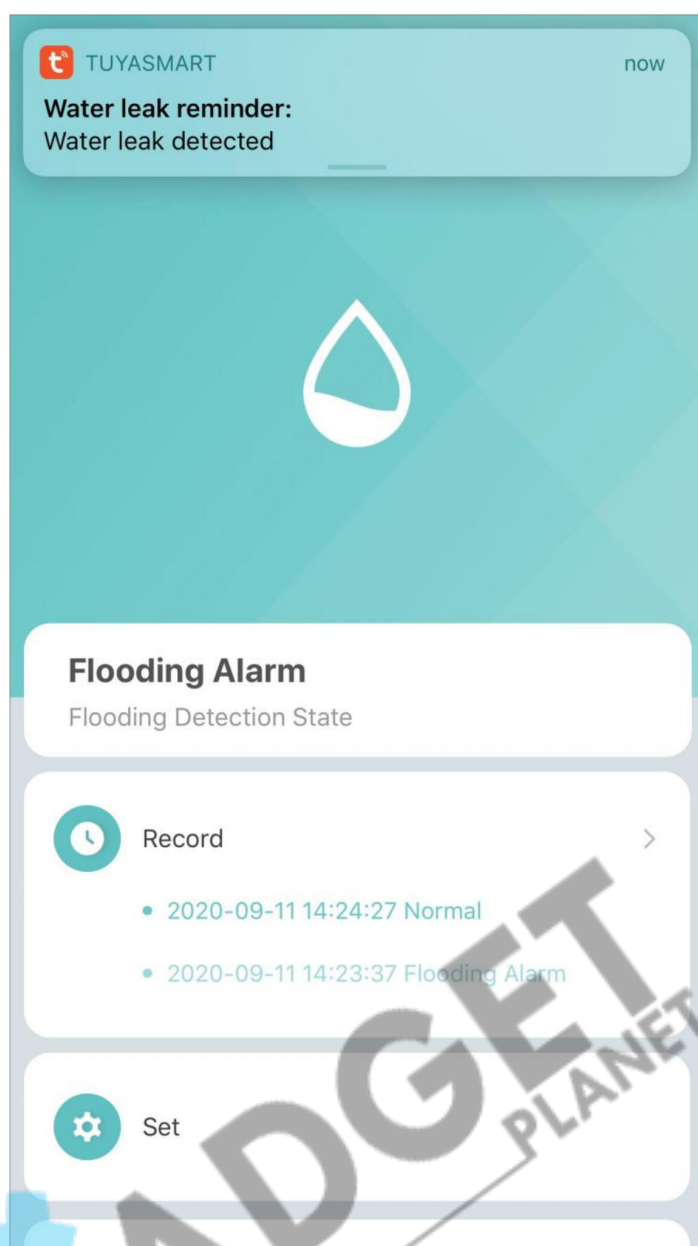 TUYASMART now
Water leak reminder:
Water leak detected
Flooding Alarm
Flooding Detection State
Record
2020-09-11 14:24:27 Normal
2020-09-11 14:23:37 Flooding Alarm
Set
ADGET
PLANET